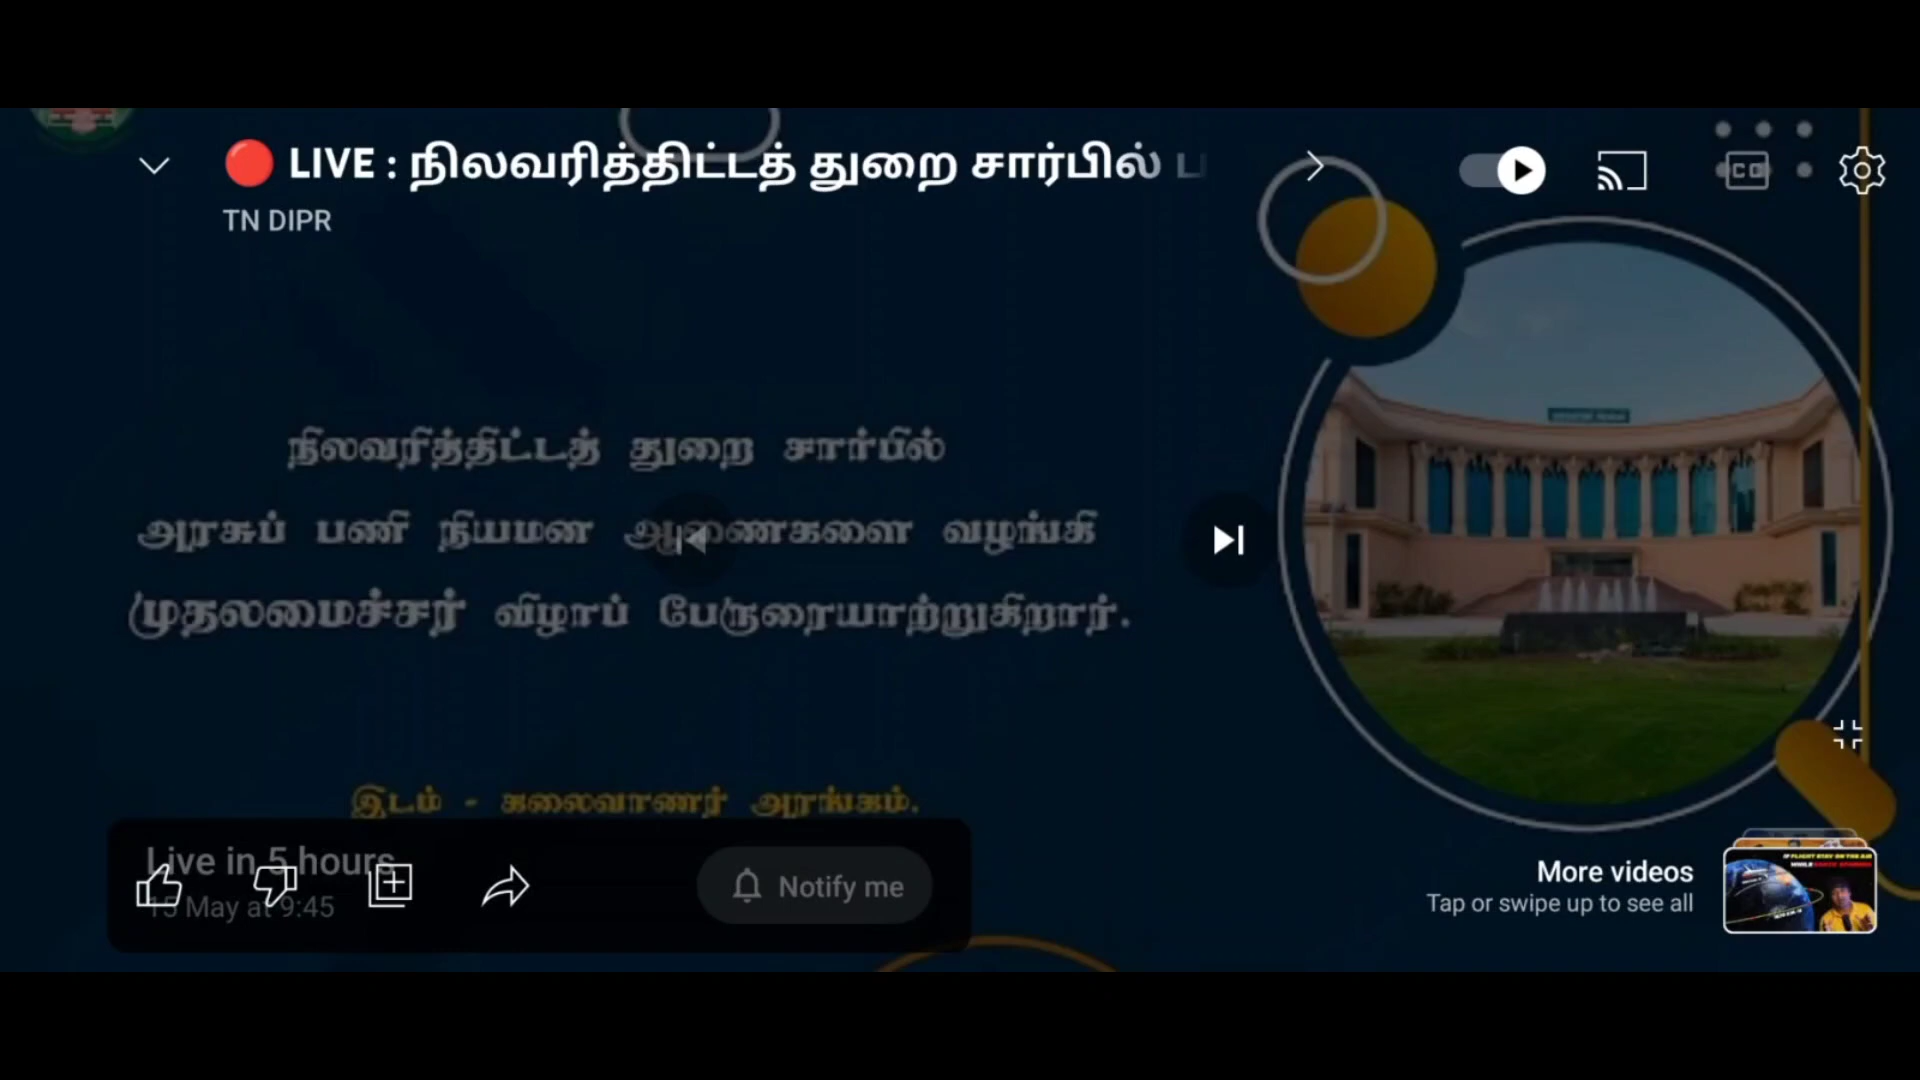 🔴 LIVE : நிலவரித்திட்டத் துறை சார்பில் ப
TN DIPR
CC
நிலவரித்திட்டத் துறை சார்பில்
அரசுப் பணி நியமன ஆணைகளை வழங்கி
முதலமைச்சர் விழாப் பேருரையாற்றுகிறார்.
இடம் - கலைவாணர் அரங்கம்.
Live in 5 hours
15 May at 9:45
Notify me
More videos
Tap or swipe up to see all